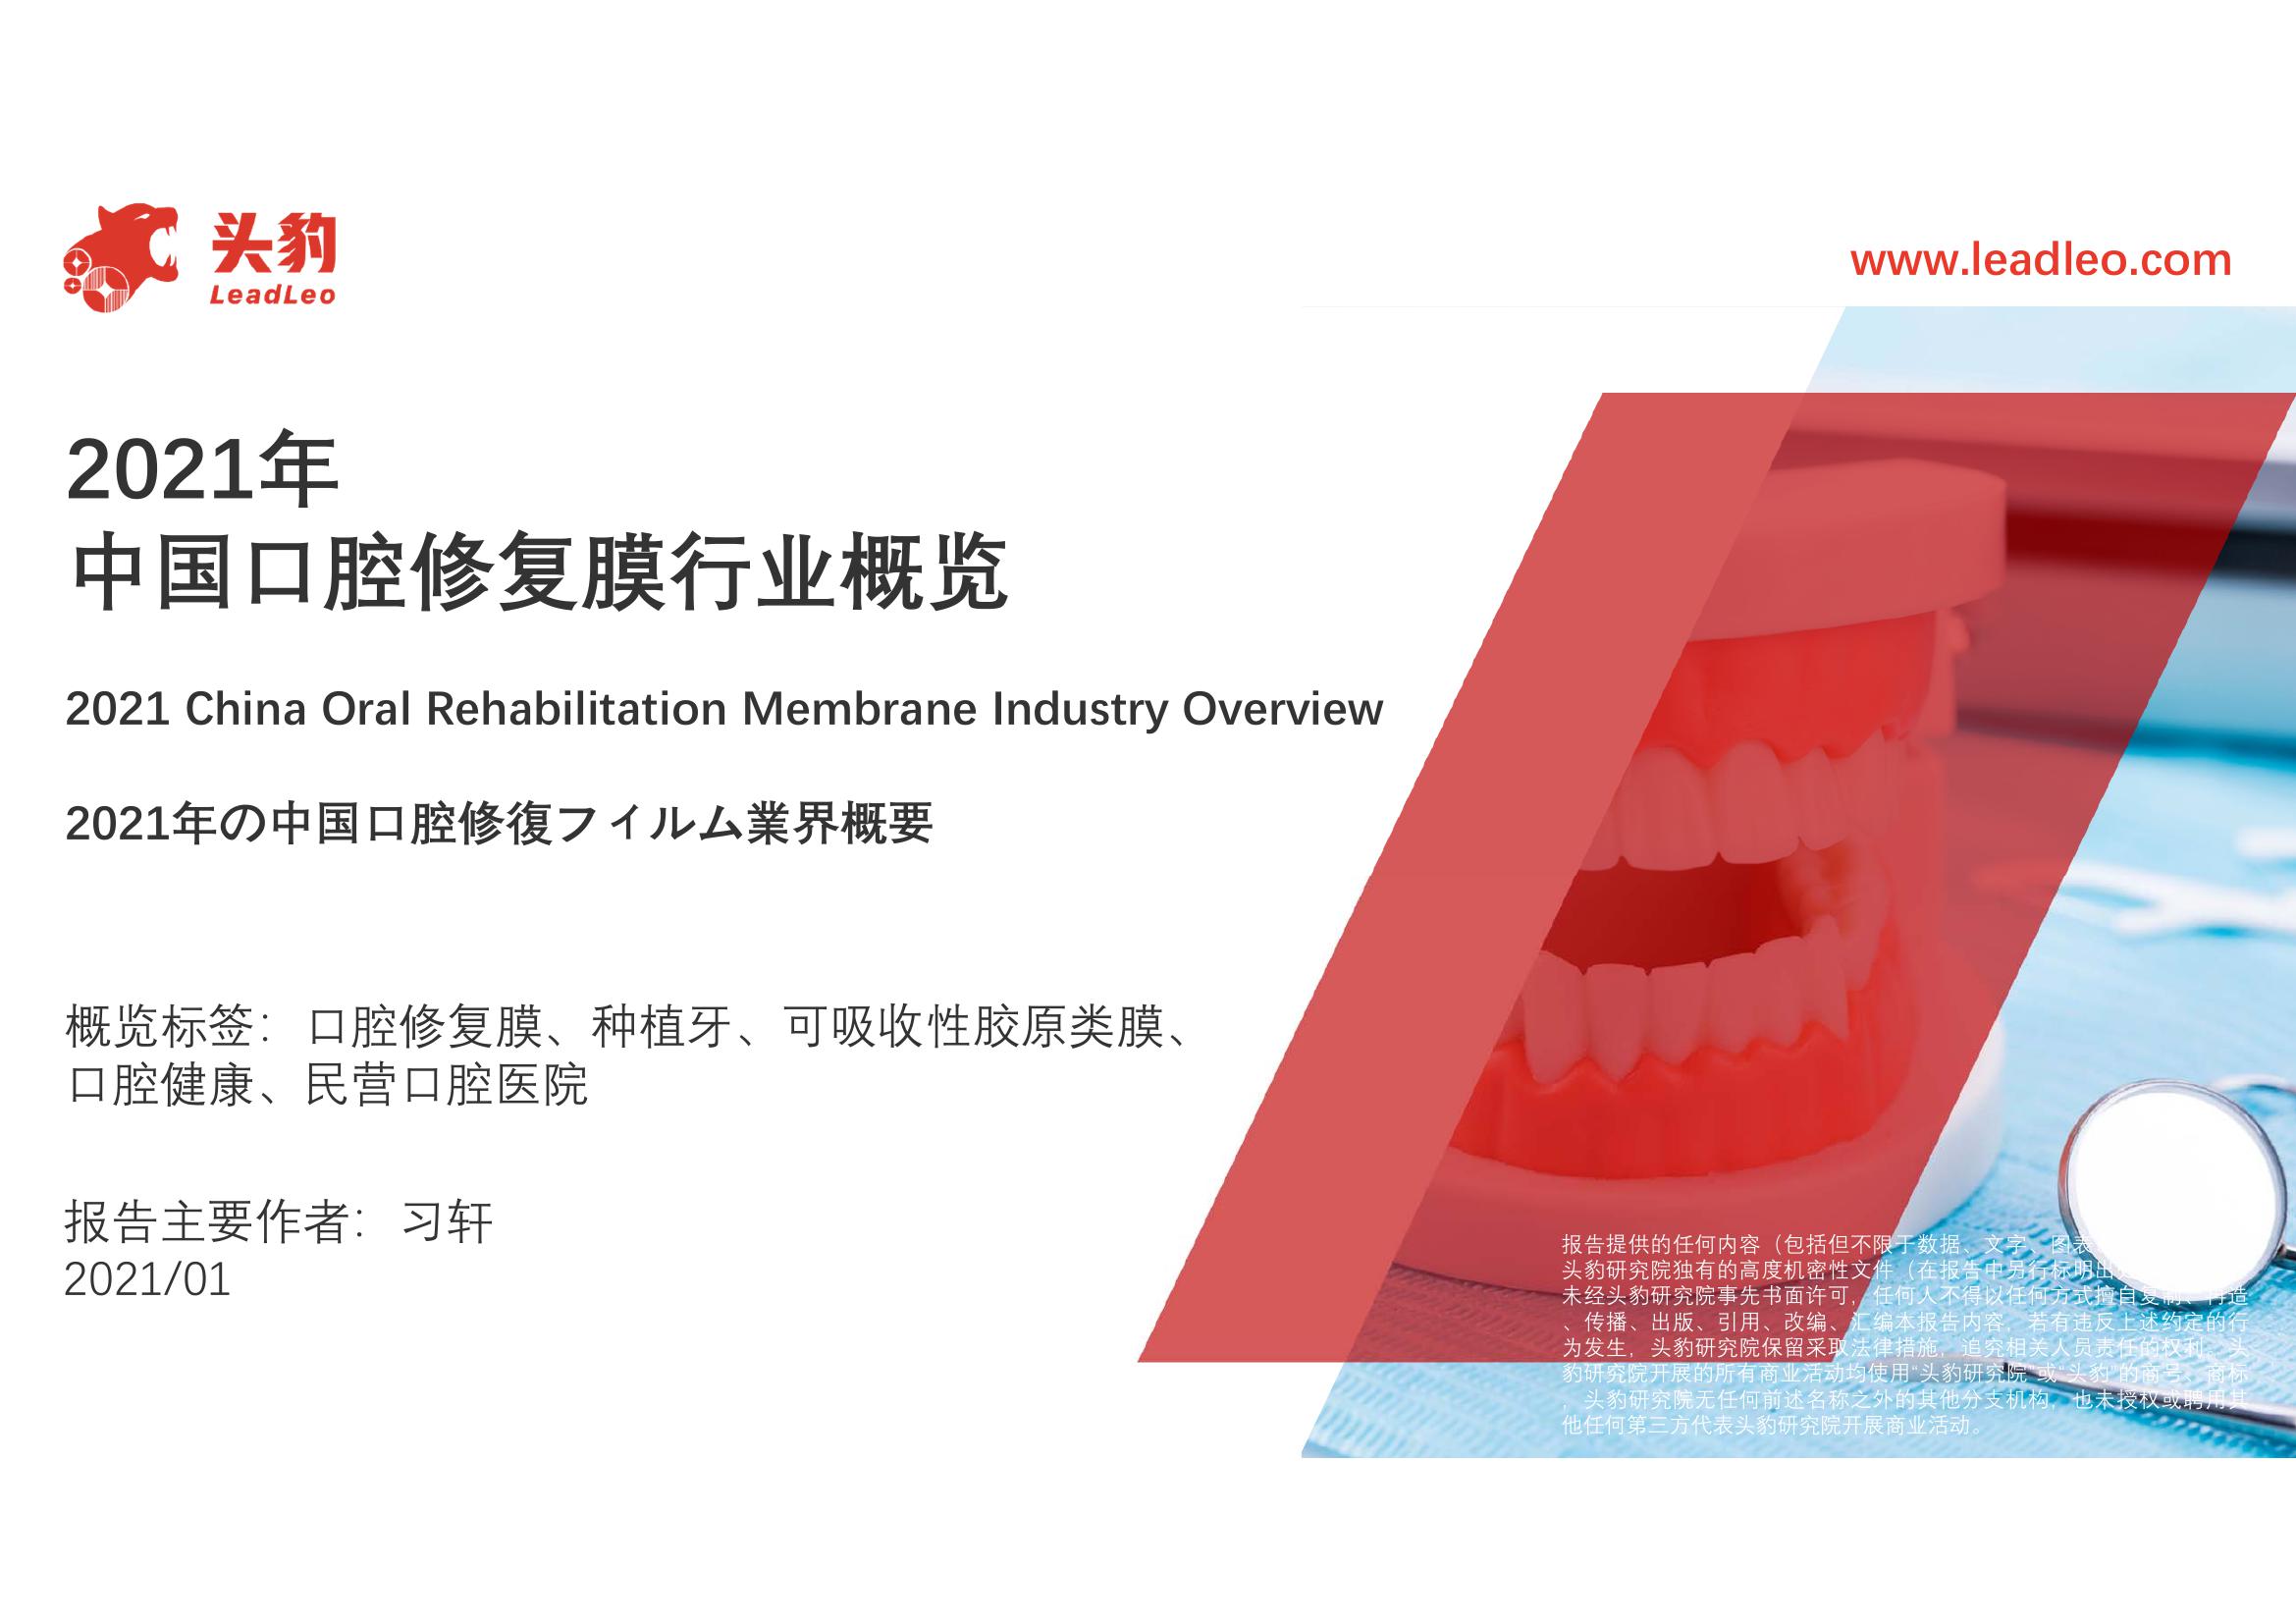 头豹
LeadLeo
www.leadleo.com
2021年
中国口腔修复膜行业概览
2021 China Oral Rehabilitation Membrane Industry Overview
2021年の中国口腔修復フィルム業界概要
概览标签：口腔修复膜、种植牙、可吸收性胶原类膜、
口腔健康、民营口腔医院
报告主要作者：习轩
2021/01
报告提供的任何内容（包括但不限于数据、文字、图表
头豹研究院独有的高度机密性文件（在报告中另行标明出
未经头豹研究院事先书面许可，任何人不得以任何方式擅自复制、再造
、传播、出版、引用、改编、汇编本报告内容，若有违反上述约定的行
为发生，头豹研究院保留采取法律措施，追究相关人员责任的权利。头
豹研究院开展的所有商业活动均使用“头豹研究院”或“头豹”的商号、商标
，头豹研究院无任何前述名称之外的其他分支机构，也未授权或聘用其
他任何第三方代表头豹研究院开展商业活动。